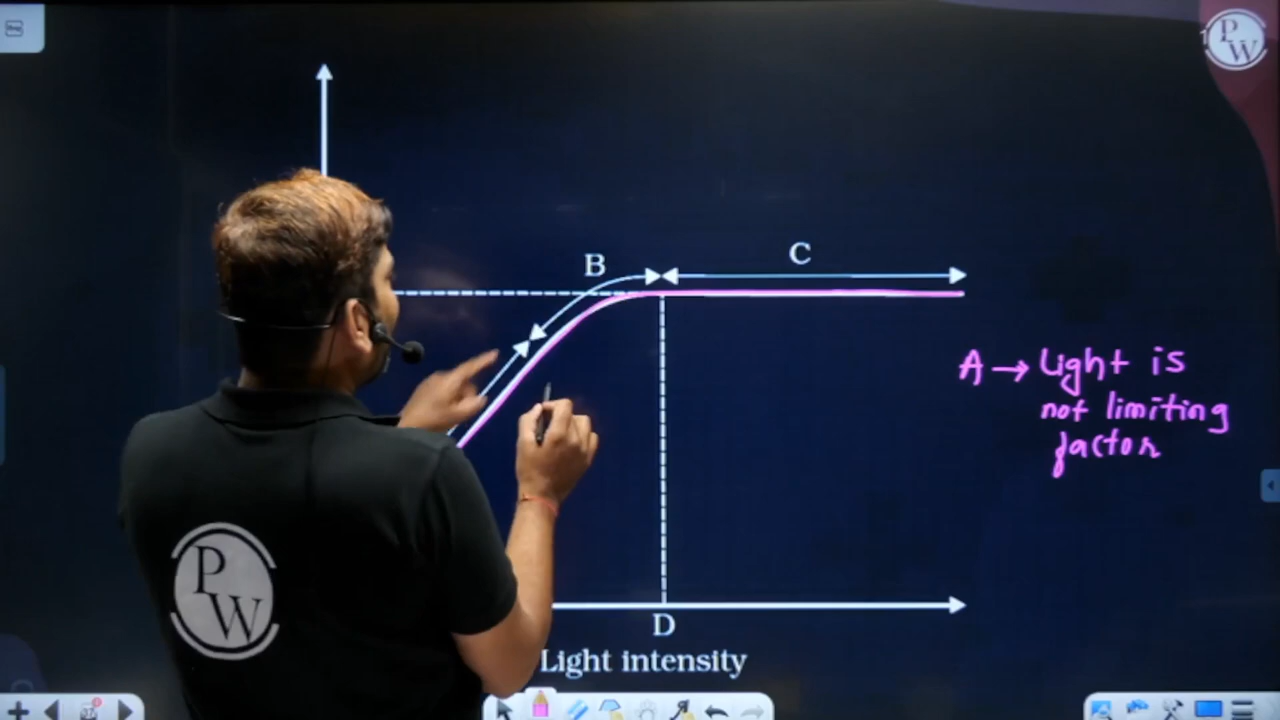 P
W
B
C
A → Light is
not limiting
factor
P
W
D
Light intensity